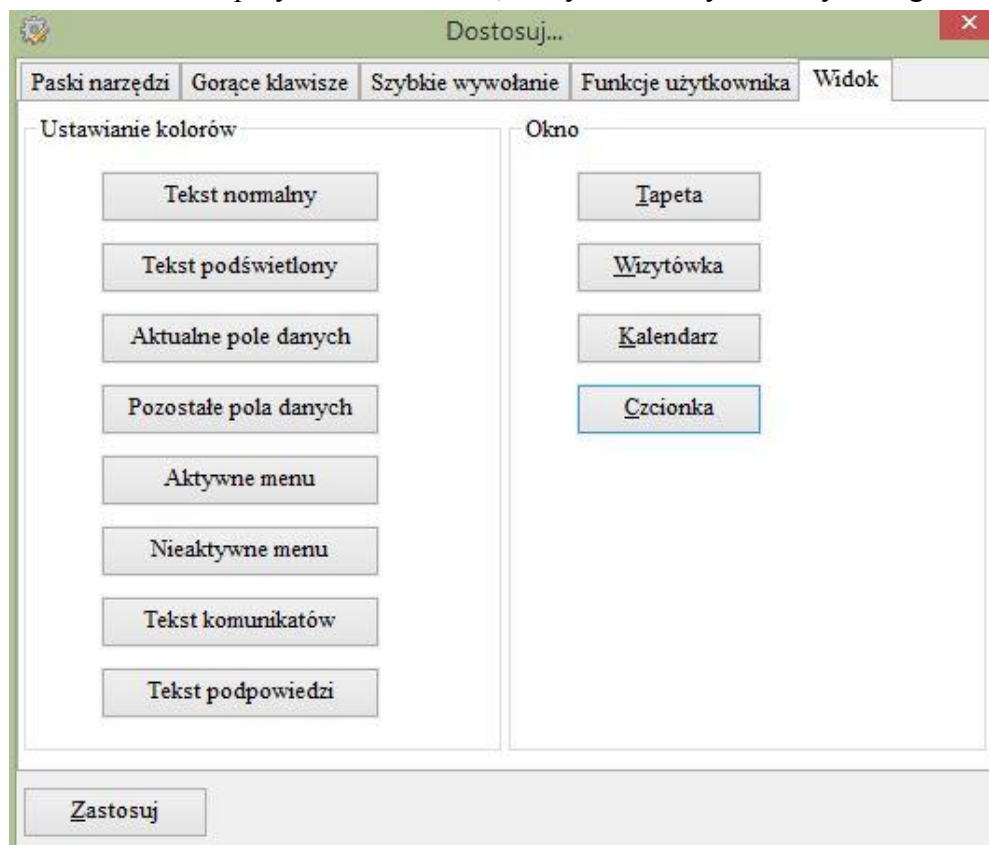 Dostosuj...
Paski narzędzi Gorące klawisze Szybkie wywołanie Funkcje użytkownika Widok
Ustawianie kolorów
Tekst normalny
Tekst podświetlony
Aktualne pole danych
Pozostałe pola danych
Aktywne menu
Nieaktywne menu
Tekst komunikatów
Tekst podpowiedzi
Okno
Tapeta
Wizytówka
Kalendarz
Czcionka
Zastosuj